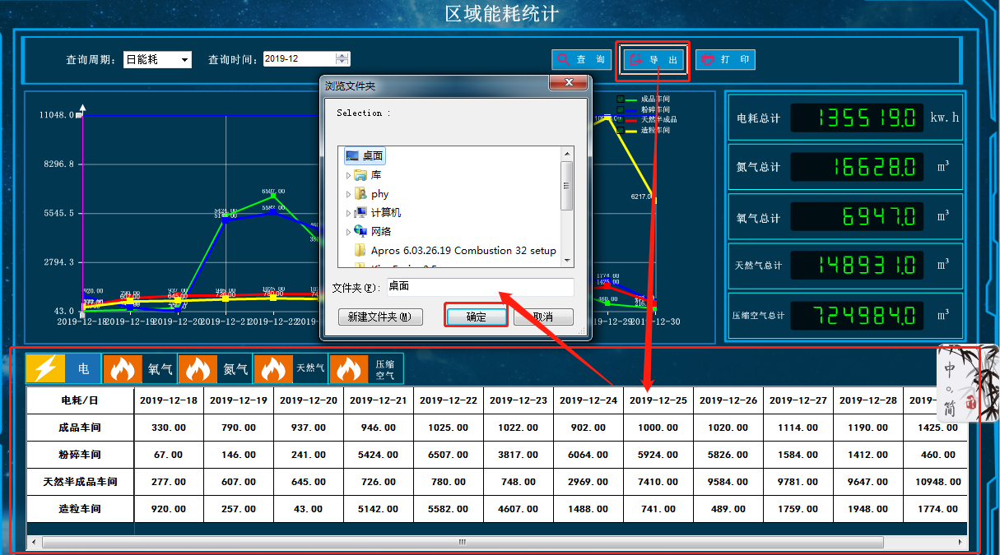 区域能耗统计
查询周期: 日能耗 查询时间: 2019-12 查 询 导 出 打 印
浏览文件夹
Selection :
桌面
库
phy
计算机
网络
Apros 6.03.26.19 Combustion 32 setup
文件夹(F): 桌面
新建文件夹(M) 确定 取消
11048.0
8296.8
5545.5
2794.3
43.0
成品车间
粉碎车间
天然半成品
造粒车间
6507.00
5582.00
6217.0
920.00
937.00
1025.00
1774.00
1425.00
460.00
2019-12-18 2019-12-19 2019-12-20 2019-12-21 2019-12-22 2019-12-29 2019-12-30
电耗总计 135519.0 kw.h
氮气总计 16628.0 m³
氧气总计 6947.0 m³
天然气总计 148931.0 m³
压缩空气总计 724984.0 m³
电 氧气 氮气 天然气 压缩
空气
电耗/日 2019-12-18 2019-12-19 2019-12-20 2019-12-21 2019-12-22 2019-12-23 2019-12-24 2019-12-25 2019-12-26 2019-12-27 2019-12-28 2019-
成品车间 330.00 790.00 937.00 946.00 1025.00 1022.00 902.00 1000.00 1020.00 1114.00 1190.00 1425.00
粉碎车间 67.00 146.00 241.00 5424.00 6507.00 3817.00 6064.00 5924.00 5826.00 1584.00 1412.00 460.00
天然半成品车间 277.00 607.00 645.00 726.00 780.00 748.00 2969.00 7410.00 9584.00 9781.00 9647.00 10948.00
造粒车间 920.00 257.00 43.00 5142.00 5582.00 4607.00 1488.00 741.00 489.00 1759.00 1948.00 1774.00
中
。
简